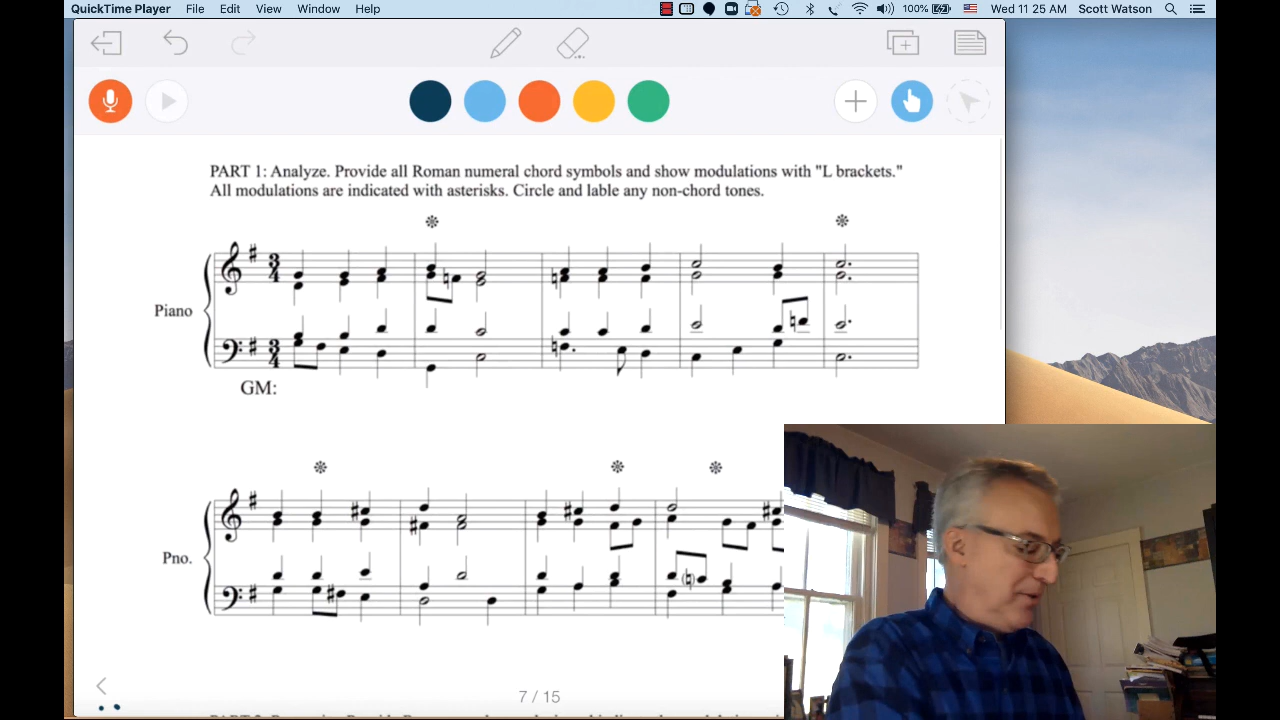 QuickTime Player File Edit View Window Help 100% Wed 11 25 AM Scott Watson
PART 1: Analyze. Provide all Roman numeral chord symbols and show modulations with "L brackets."
All modulations are indicated with asterisks. Circle and lable any non-chord tones.
Piano
GM:
Pno.
7 / 15